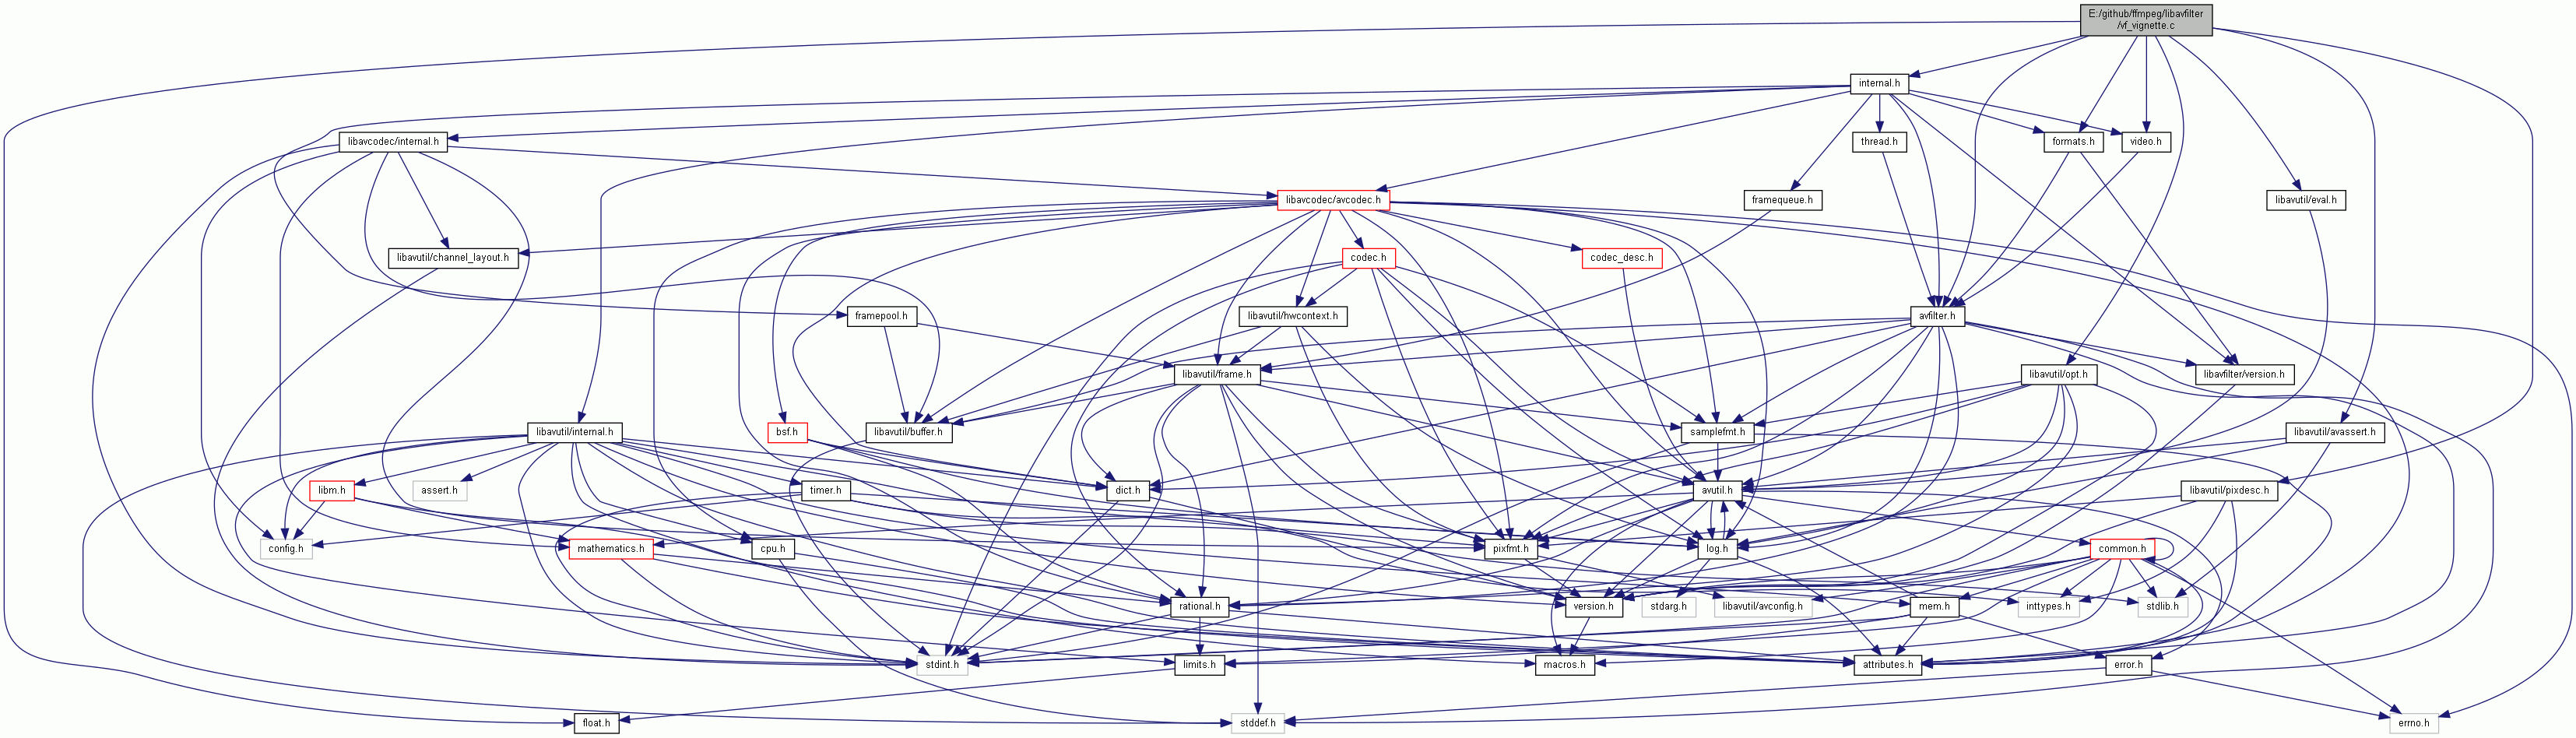 E:/github/ffmpeg/libavfilter
/vf_vignette.c
internal.h
libavcodec/internal.h
thread.h
formats.h
video.h
libavcodec/avcodec.h
framequeue.h
libavutil/eval.h
libavutil/channel_layout.h
codec.h
codec_desc.h
framepool.h
libavutil/hwcontext.h
avfilter.h
libavutil/frame.h
libavutil/opt.h
libavfilter/version.h
libavutil/internal.h
bsf.h
libavutil/buffer.h
samplefmt.h
libavutil/avassert.h
libm.h
assert.h
timer.h
dict.h
avutil.h
libavutil/pixdesc.h
config.h
mathematics.h
cpu.h
pixfmt.h
log.h
common.h
rational.h
version.h
stdarg.h
libavutil/avconfig.h
mem.h
inttypes.h
stdlib.h
stdint.h
limits.h
macros.h
attributes.h
error.h
float.h
stddef.h
errno.h